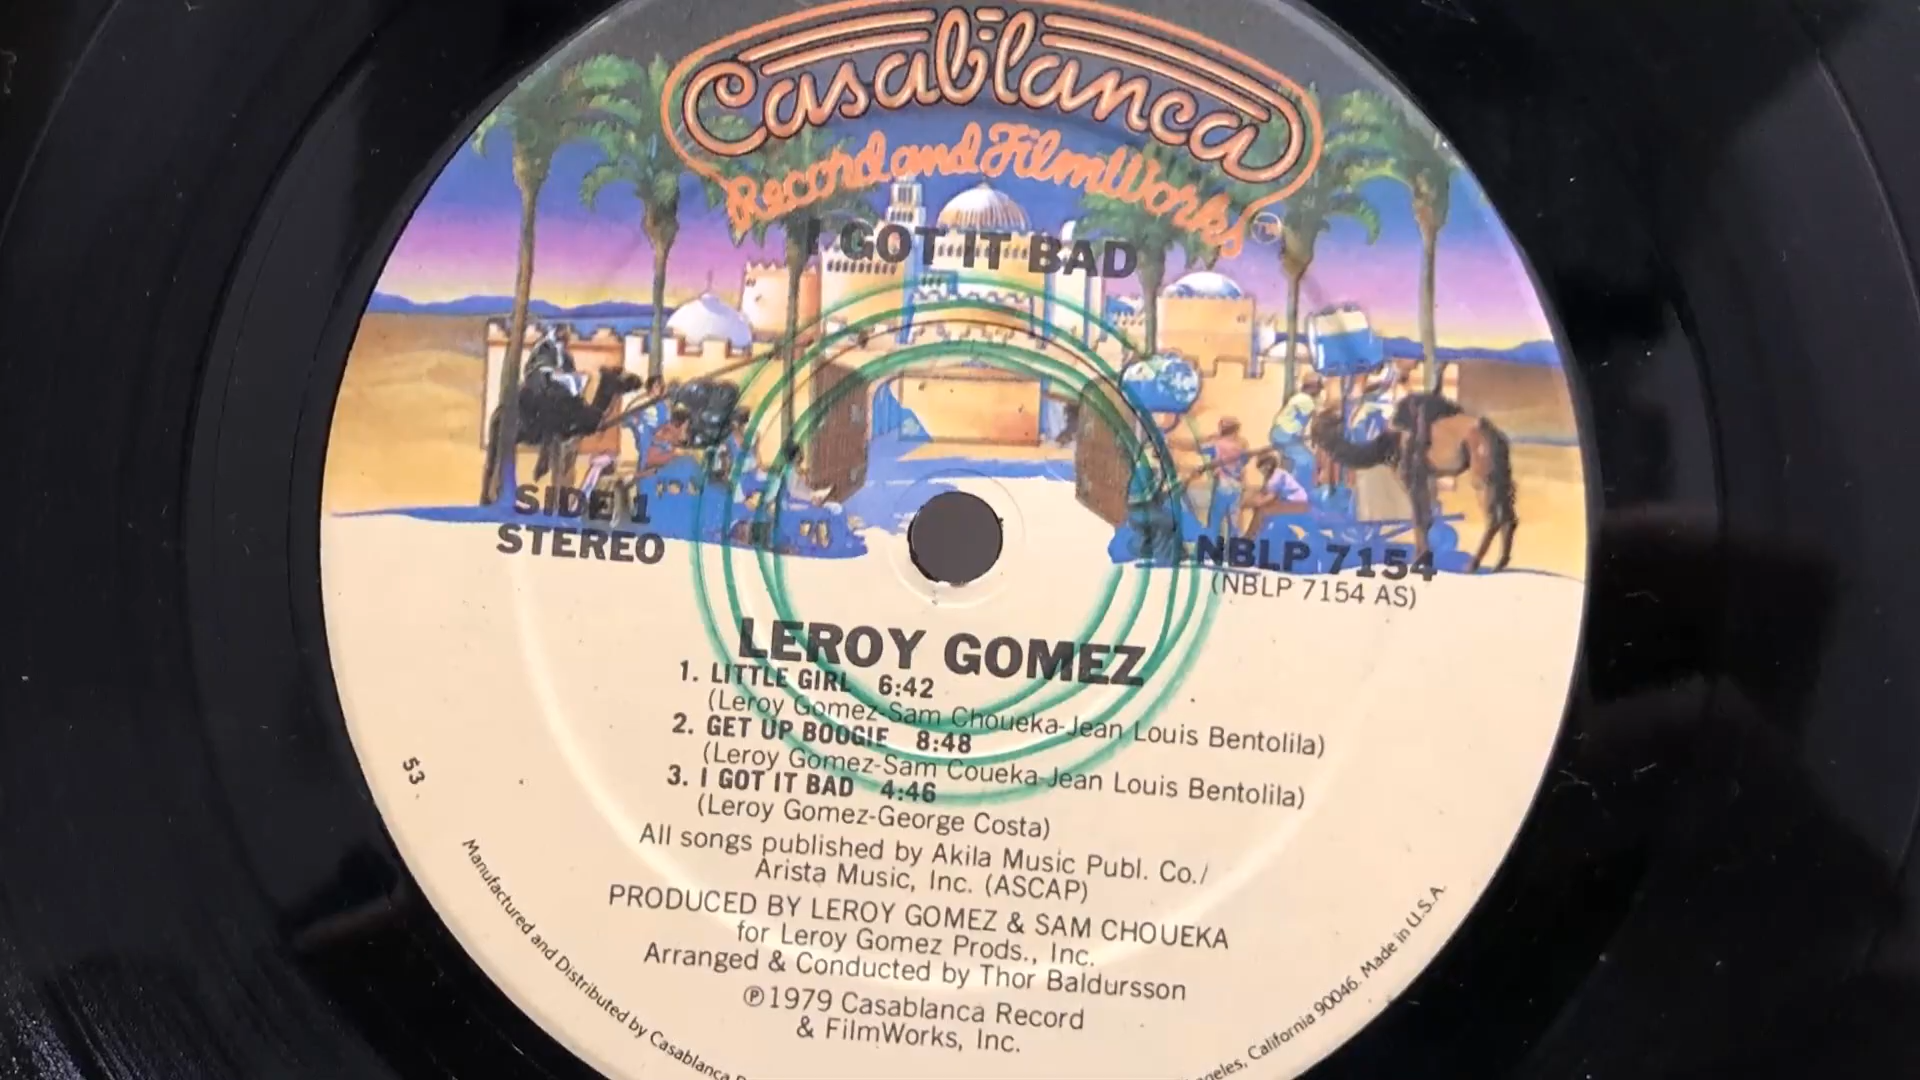 Casablanca
Record and FilmWorks TM
I GOT IT BAD
SIDE 1
STEREO
NBLP 7154
(NBLP 7154 AS)
LEROY GOMEZ
1. LITTLE GIRL 6:42
(Leroy Gomez-Sam Choueka-Jean Louis Bentolila)
2. GET UP BOOGIE 8:48
(Leroy Gomez-Sam Coueka-Jean Louis Bentolila)
3. I GOT IT BAD 4:46
(Leroy Gomez-George Costa)
All songs published by Akila Music Publ. Co./
Arista Music, Inc. (ASCAP)
PRODUCED BY LEROY GOMEZ & SAM CHOUEKA
for Leroy Gomez Prods., Inc.
Arranged & Conducted by Thor Baldursson
℗1979 Casablanca Record
& FilmWorks, Inc.
53
Manufactured and Distributed by Casablanca
California 90046. Made in U.S.A.